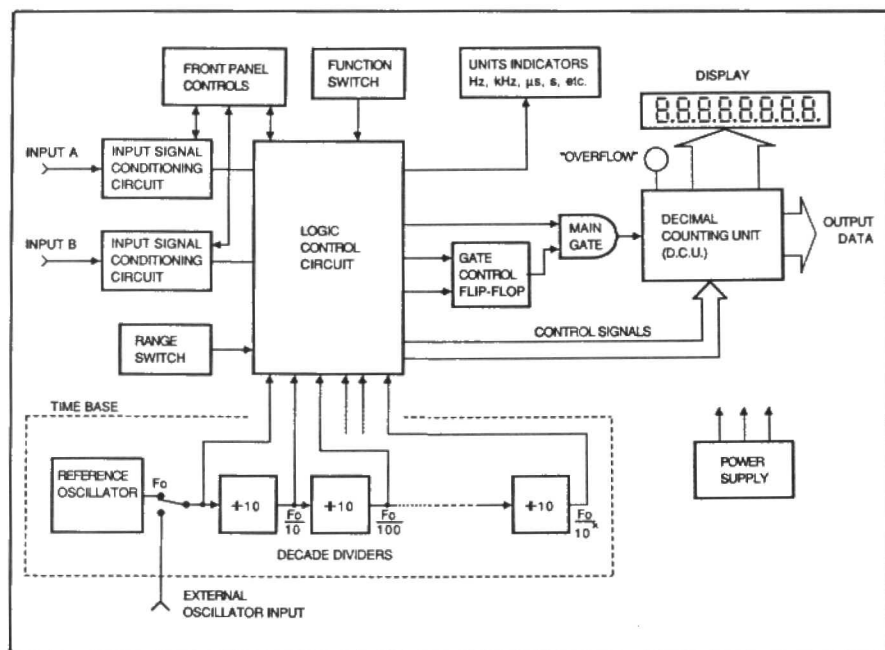 FRONT PANEL
CONTROLS
FUNCTION
SWITCH
UNITS INDICATORS
Hz, kHz, µs, s, etc.
DISPLAY
8.8.8.8.8.8.8.8.
INPUT A
INPUT SIGNAL
CONDITIONING
CIRCUIT
"OVERFLOW"
INPUT B
INPUT SIGNAL
CONDITIONING
CIRCUIT
LOGIC
CONTROL
CIRCUIT
MAIN
GATE
GATE
CONTROL
FLIP-FLOP
DECIMAL
COUNTING UNIT
(D.C.U.)
OUTPUT
DATA
RANGE
SWITCH
CONTROL SIGNALS
TIME BASE
REFERENCE
OSCILLATOR
Fo
÷10
Fo
10
÷10
Fo
100
÷10
Fo
10x
DECADE DIVIDERS
EXTERNAL
OSCILLATOR INPUT
POWER
SUPPLY